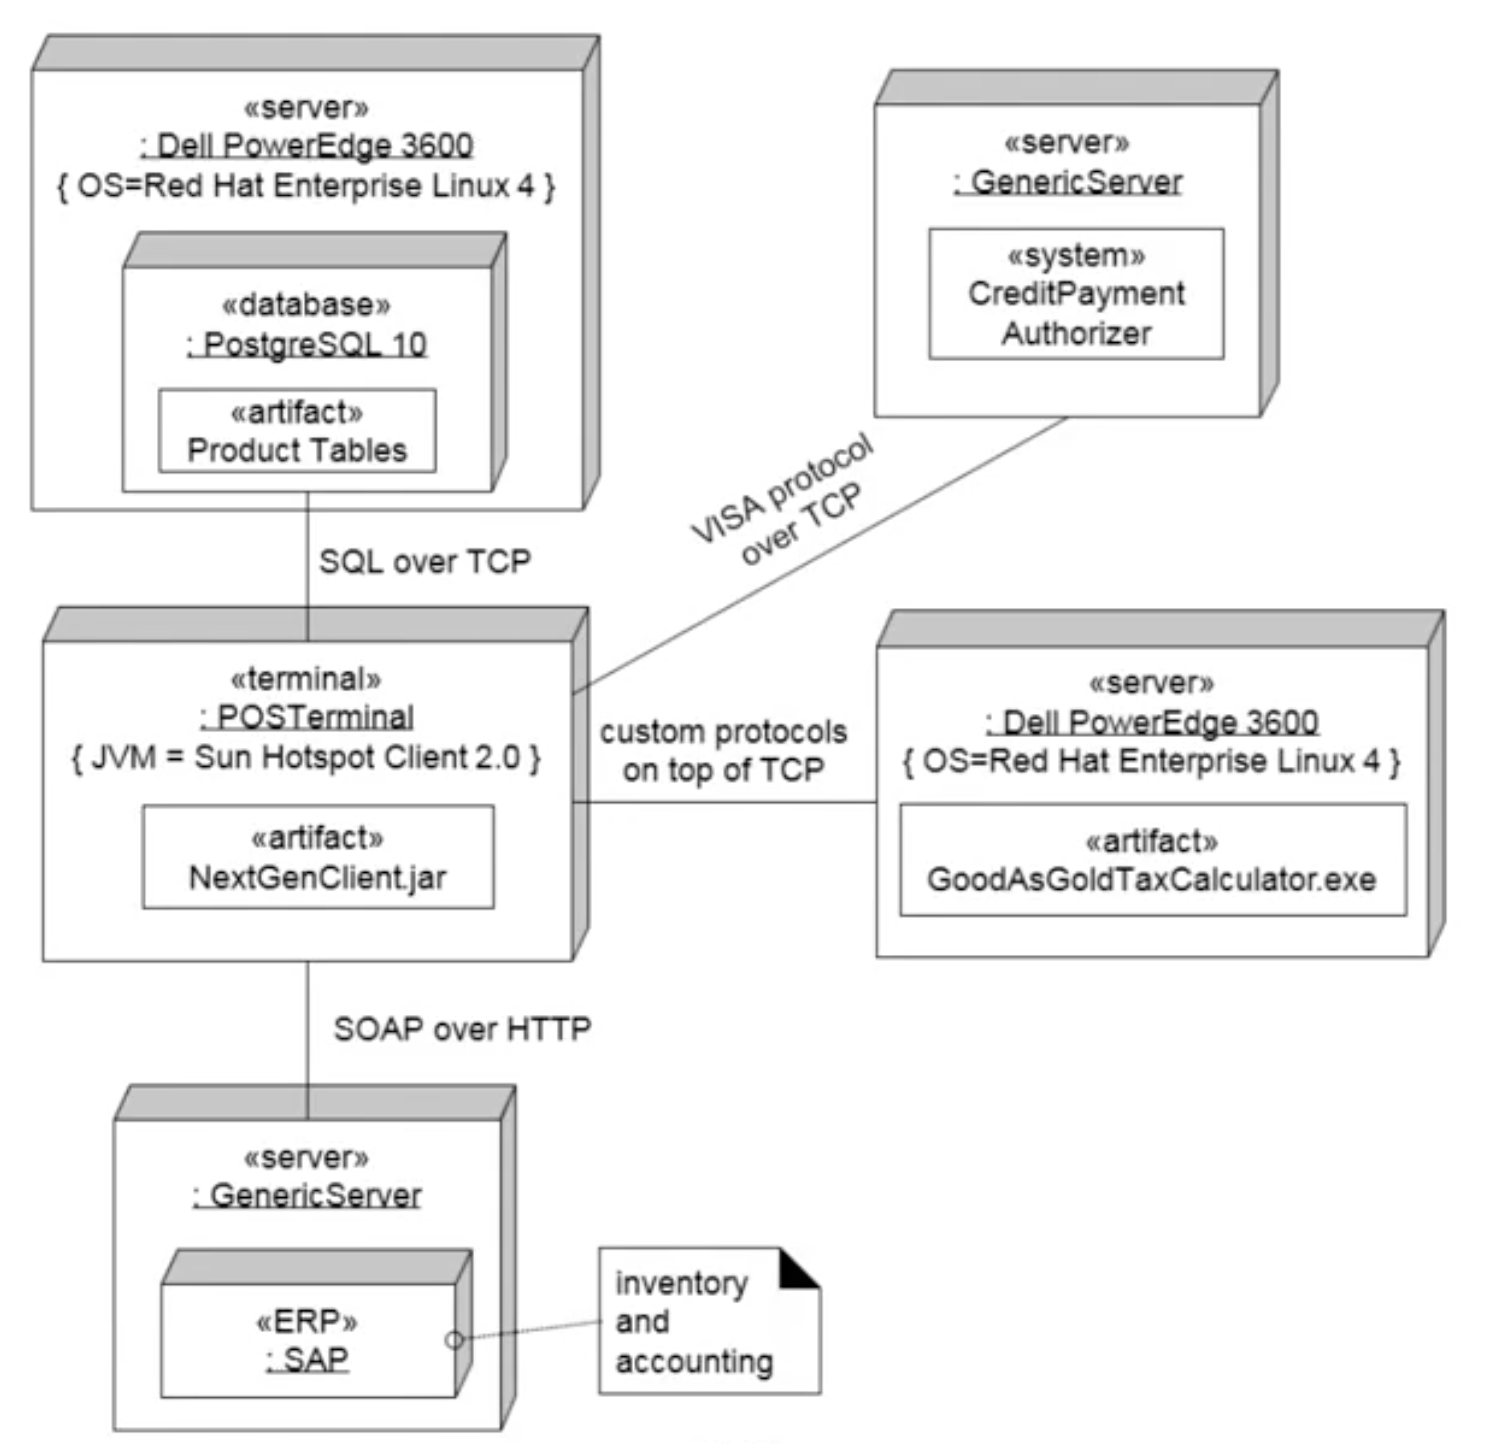 «server»
: Dell PowerEdge 3600
{ OS=Red Hat Enterprise Linux 4 }
«database»
: PostgreSQL 10
«artifact»
Product Tables
«server»
: GenericServer
«system»
CreditPayment
Authorizer
SQL over TCP
VISA protocol
over TCP
«terminal»
: POSTerminal
{ JVM = Sun Hotspot Client 2.0 }
«artifact»
NextGenClient.jar
custom protocols
on top of TCP
«server»
: Dell PowerEdge 3600
{ OS=Red Hat Enterprise Linux 4 }
«artifact»
GoodAsGoldTaxCalculator.exe
SOAP over HTTP
«server»
: GenericServer
«ERP»
: SAP
inventory
and
accounting